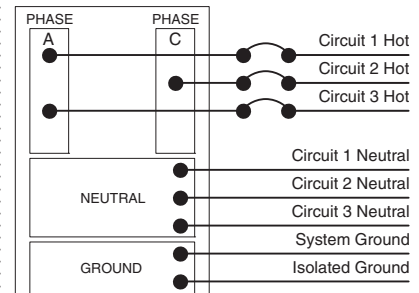 PHASE PHASE
A C
Circuit 1 Hot
Circuit 2 Hot
Circuit 3 Hot
Circuit 1 Neutral
NEUTRAL
Circuit 2 Neutral
Circuit 3 Neutral
System Ground
GROUND
Isolated Ground